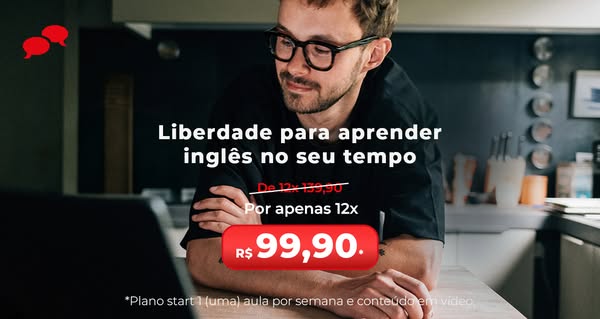 Liberdade para aprender
inglês no seu tempo
De 12x 139,90
Por apenas 12x
R$ 99,90*
*Plano start 1 (uma) aula por semana e conteúdo em vídeo.